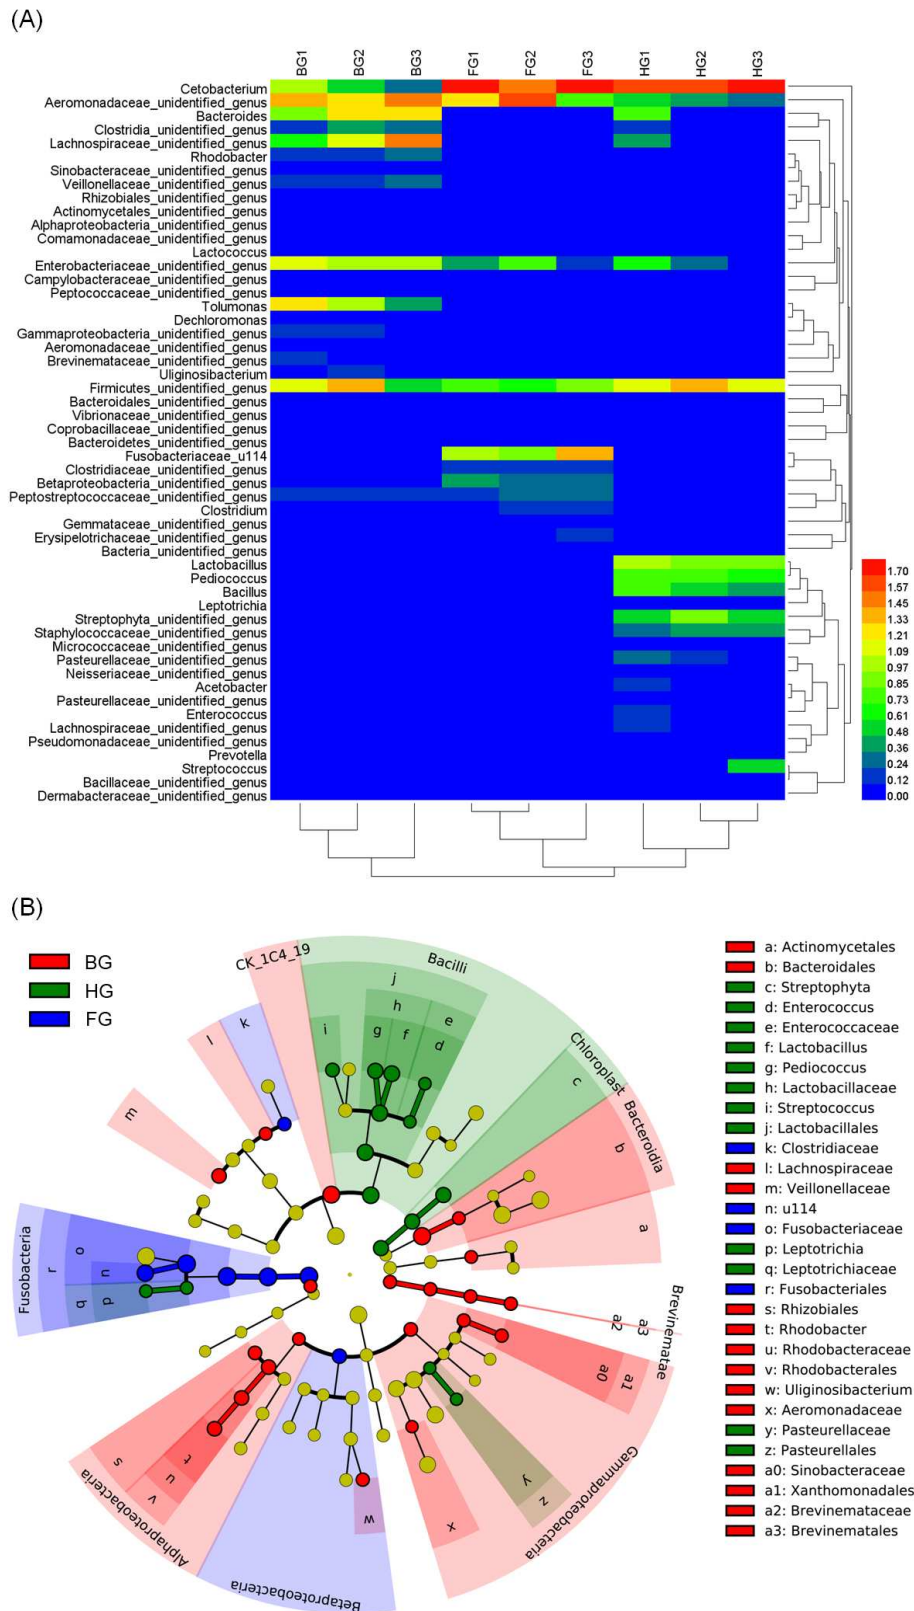 (A)
BG1 BG2 BG3 FG1 FG2 FG3 HG1 HG2 HG3
Cetobacterium
Aeromonadaceae_unidentified_genus
Bacteroides
Clostridia_unidentified_genus
Lachnospiraceae_unidentified_genus
Rhodobacter
Sinobacteraceae_unidentified_genus
Veillonellaceae_unidentified_genus
Rhizobiales_unidentified_genus
Actinomycetales_unidentified_genus
Alphaproteobacteria_unidentified_genus
Comamonadaceae_unidentified_genus
Lactococcus
Enterobacteriaceae_unidentified_genus
Campylobacteraceae_unidentified_genus
Peptococcaceae_unidentified_genus
Tolumonas
Dechloromonas
Gammaproteobacteria_unidentified_genus
Aeromonadaceae_unidentified_genus
Brevinemataceae_unidentified_genus
Uliginosibacterium
Firmicutes_unidentified_genus
Bacteroidales_unidentified_genus
Vibrionaceae_unidentified_genus
Coprobacillaceae_unidentified_genus
Bacteroidetes_unidentified_genus
Fusobacteriaceae_u114
Clostridiaceae_unidentified_genus
Betaproteobacteria_unidentified_genus
Peptostreptococcaceae_unidentified_genus
Clostridium
Gemmataceae_unidentified_genus
Erysipelotrichaceae_unidentified_genus
Bacteria_unidentified_genus
Lactobacillus
Pediococcus
Bacillus
Leptotrichia
Streptophyta_unidentified_genus
Staphylococcaceae_unidentified_genus
Micrococcaceae_unidentified_genus
Pasteurellaceae_unidentified_genus
Neisseriaceae_unidentified_genus
Acetobacter
Pasteurellaceae_unidentified_genus
Enterococcus
Lachnospiraceae_unidentified_genus
Pseudomonadaceae_unidentified_genus
Prevotella
Streptococcus
Bacillaceae_unidentified_genus
Dermabacteraceae_unidentified_genus
1.70
1.57
1.45
1.33
1.21
1.09
0.97
0.85
0.73
0.61
0.48
0.36
0.24
0.12
0.00
(B)
BG
HG
FG
CK_1C4_19
Bacilli
Chloroplast
Bacteroidia
Brevinematae
Gammaproteobacteria
Betaproteobacteria
Alphaproteobacteria
Fusobacteria
j
h
e
i
g
f
d
c
b
a
a3
a2
a1
a0
z
y
x
w
v
u
t
s
r
o
n
q
p
m
l
k
a: Actinomycetales
b: Bacteroidales
c: Streptophyta
d: Enterococcus
e: Enterococcaceae
f: Lactobacillus
g: Pediococcus
h: Lactobacillaceae
i: Streptococcus
j: Lactobacillales
k: Clostridiaceae
l: Lachnospiraceae
m: Veillonellaceae
n: u114
o: Fusobacteriaceae
p: Leptotrichia
q: Leptotrichiaceae
r: Fusobacteriales
s: Rhizobiales
t: Rhodobacter
u: Rhodobacteraceae
v: Rhodobacterales
w: Uliginosibacterium
x: Aeromonadaceae
y: Pasteurellaceae
z: Pasteurellales
a0: Sinobacteraceae
a1: Xanthomonadales
a2: Brevinemataceae
a3: Brevinematales